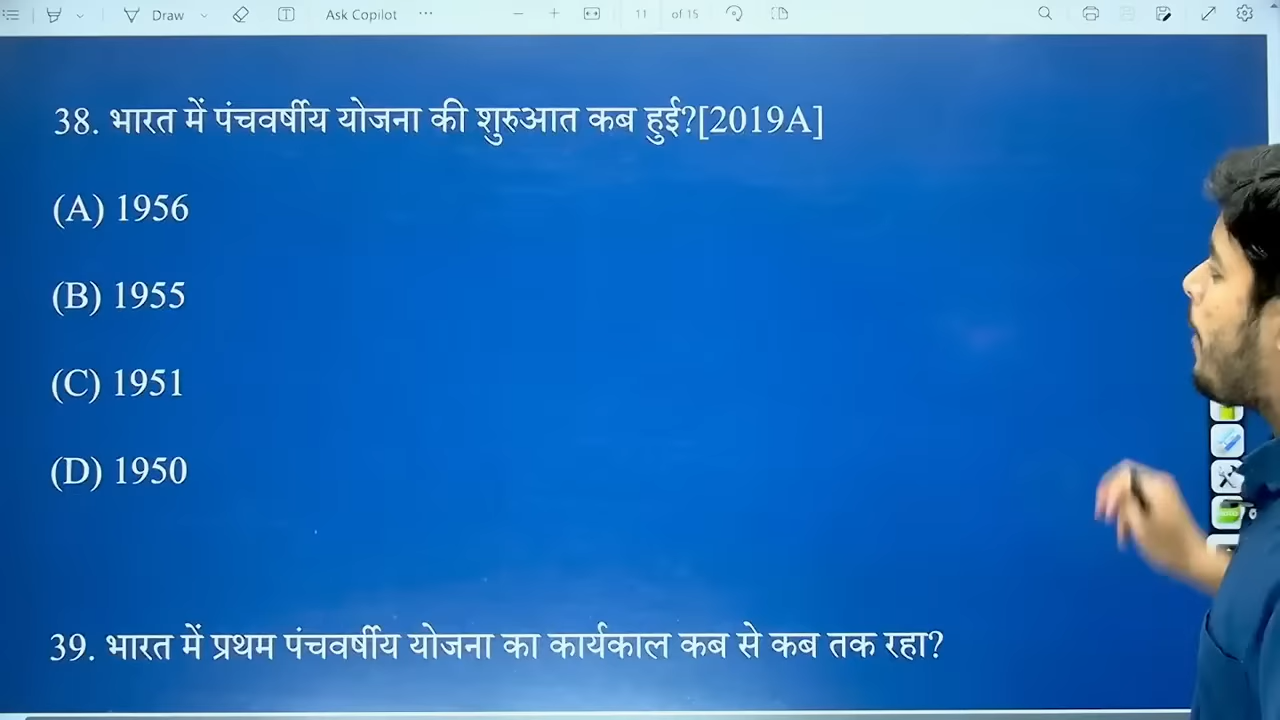 Draw Ask Copilot ... 11 of 15
38. भारत में पंचवर्षीय योजना की शुरुआत कब हुई?[2019A]
(A) 1956
(B) 1955
(C) 1951
(D) 1950
39. भारत में प्रथम पंचवर्षीय योजना का कार्यकाल कब से कब तक रहा?